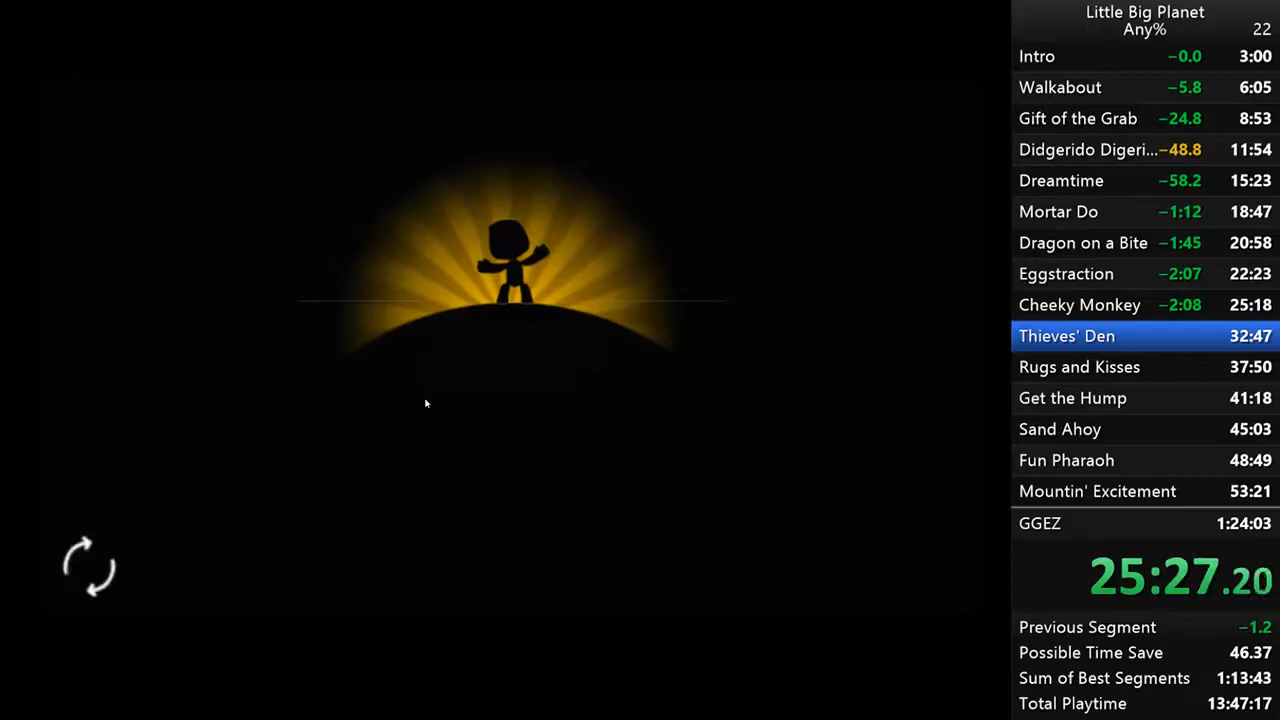 Little Big Planet
Any% 22
Intro −0.0 3:00
Walkabout −5.8 6:05
Gift of the Grab −24.8 8:53
Didgerido Digeri... −48.8 11:54
Dreamtime −58.2 15:23
Mortar Do −1:12 18:47
Dragon on a Bite −1:45 20:58
Eggstraction −2:07 22:23
Cheeky Monkey −2:08 25:18
Thieves' Den 32:47
Rugs and Kisses 37:50
Get the Hump 41:18
Sand Ahoy 45:03
Fun Pharaoh 48:49
Mountin' Excitement 53:21
GGEZ 1:24:03
25:27.20
Previous Segment −1.2
Possible Time Save 46.37
Sum of Best Segments 1:13:43
Total Playtime 13:47:17